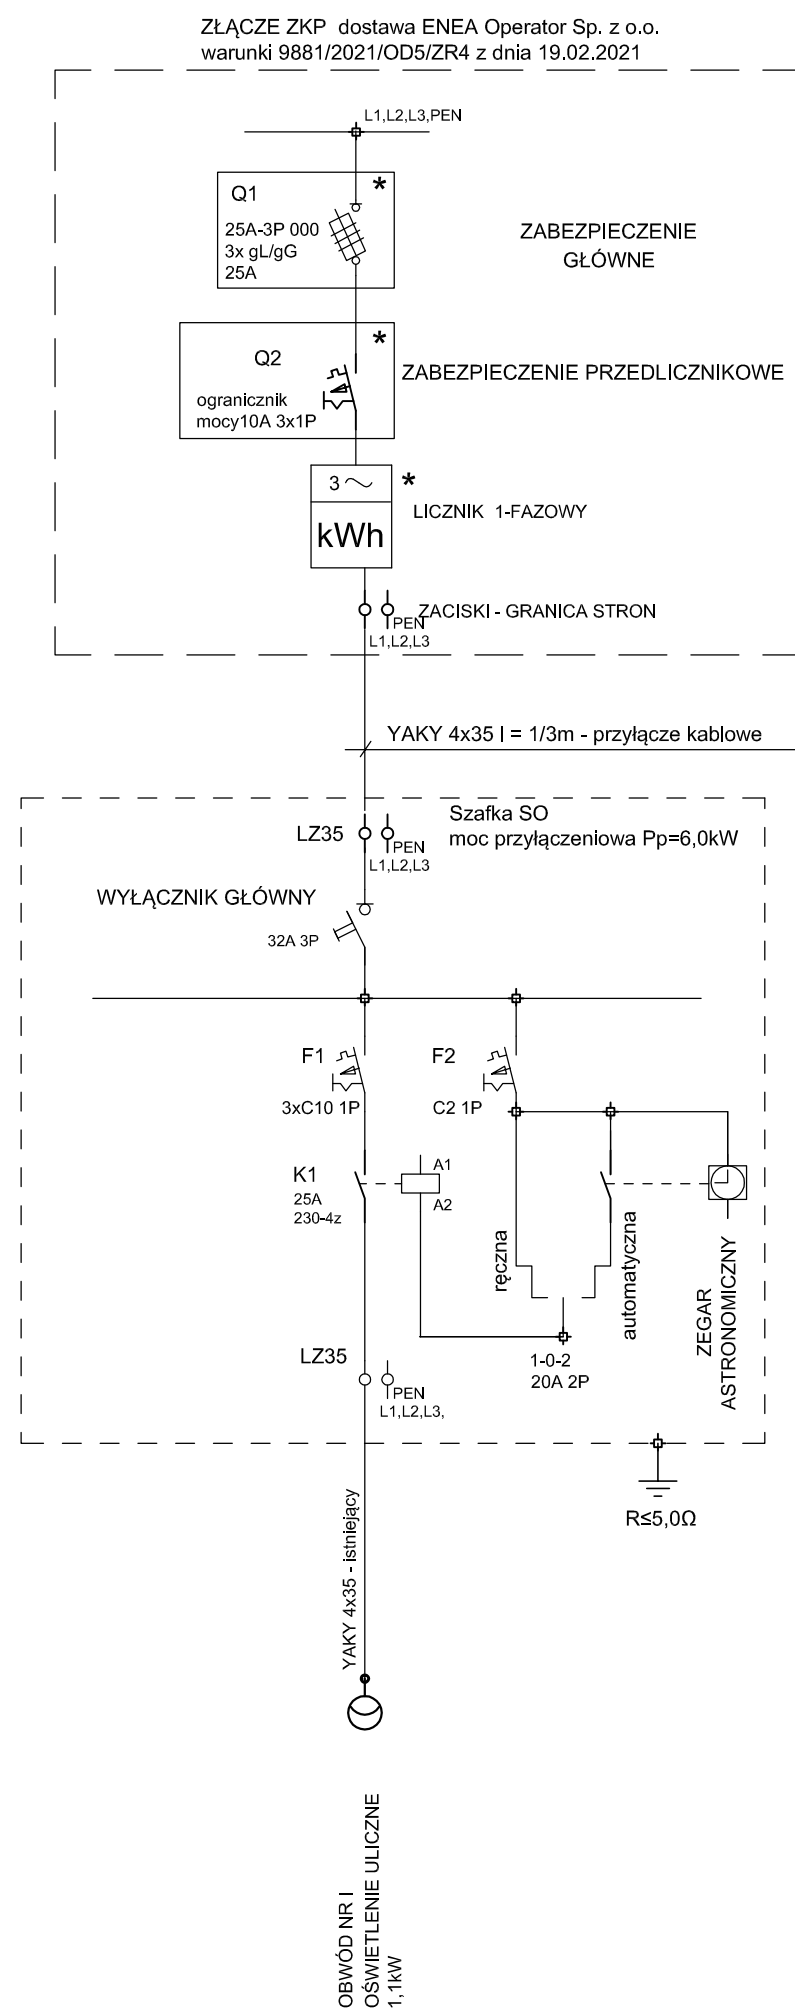 ZŁĄCZE ZKP dostawa ENEA Operator Sp. z o.o.
warunki 9881/2021/OD5/ZR4 z dnia 19.02.2021
L1,L2,L3,PEN
Q1
*
25A-3P 000
3x gL/gG
25A
ZABEZPIECZENIE
GŁÓWNE
Q2
*
ogranicznik
mocy10A 3x1P
ZABEZPIECZENIE PRZEDLICZNIKOWE
3~
*
kWh
LICZNIK 1-FAZOWY
ZACISKI - GRANICA STRON
PEN
L1,L2,L3
YAKY 4x35 l = 1/3m - przyłącze kablowe
Szafka SO
moc przyłączeniowa Pp=6,0kW
LZ35
PEN
L1,L2,L3
WYŁĄCZNIK GŁÓWNY
32A 3P
F1
3xC10 1P
F2
C2 1P
K1
25A
230-4z
A1
A2
ręczna
automatyczna
ZEGAR
ASTRONOMICZNY
1-0-2
20A 2P
LZ35
PEN
L1,L2,L3,
R≤5,0Ω
YAKY 4x35 - istniejący
OBWÓD NR I
OŚWIETLENIE ULICZNE
1,1kW